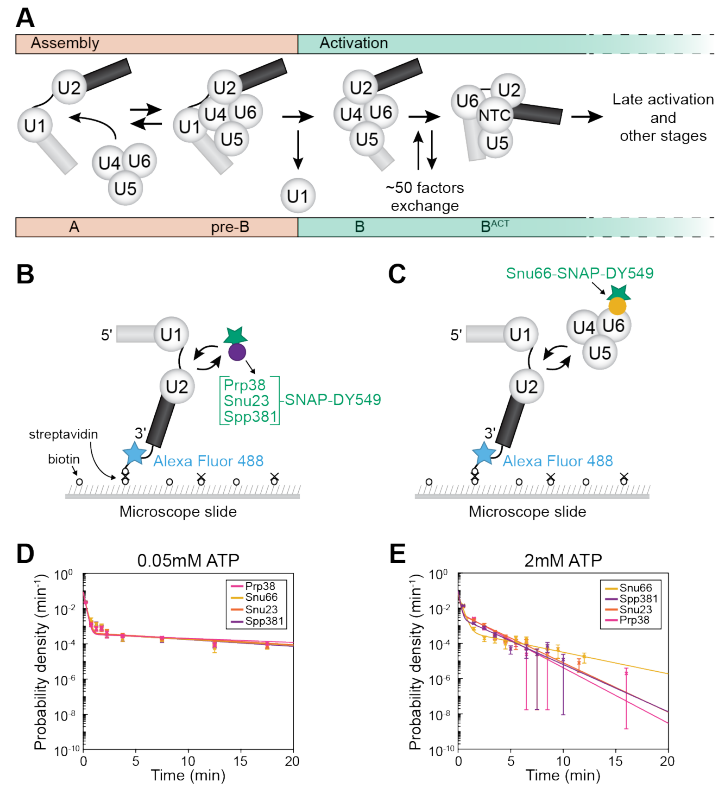 A
Assembly
Activation
U2
U1
U4
U6
U5
U2
U4
U6
U1
U5
U1
U2
U4
U6
U5
~50 factors
exchange
U6
U2
NTC
U5
Late activation
and
other stages
A
pre-B
B
B^ACT
B
5'
U1
U2
3'
Prp38
Snu23
Spp381
-SNAP-DY549
streptavidin
biotin
Alexa Fluor 488
Microscope slide
C
Snu66-SNAP-DY549
5'
U1
U4
U6
U5
U2
3'
Alexa Fluor 488
Microscope slide
D
0.05mM ATP
Probability density (min⁻¹)
10⁰
10⁻²
10⁻⁴
10⁻⁶
10⁻⁸
10⁻¹⁰
Prp38
Snu66
Snu23
Spp381
0
5
10
15
20
Time (min)
E
2mM ATP
Probability density (min⁻¹)
10⁰
10⁻²
10⁻⁴
10⁻⁶
10⁻⁸
10⁻¹⁰
Snu66
Spp381
Snu23
Prp38
0
5
10
15
20
Time (min)